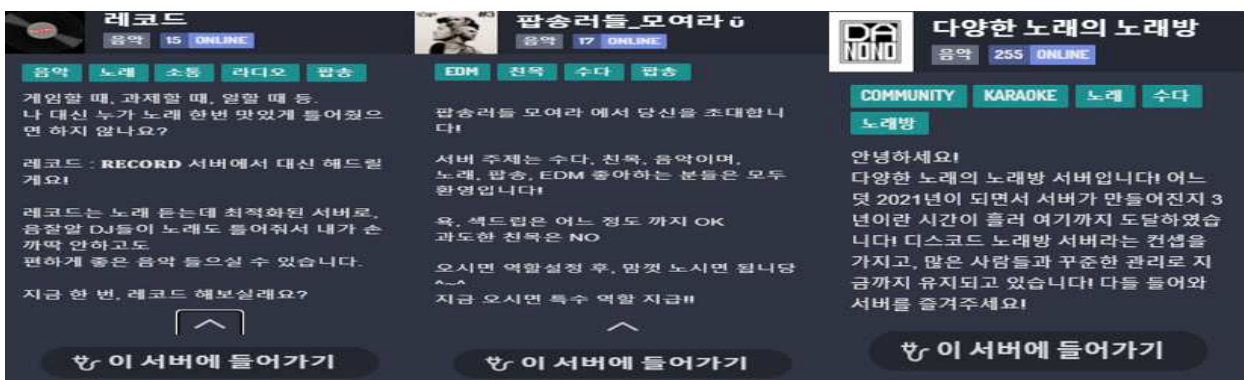 레코드
음악 15 ONLINE
음악 노래 소통 라디오 팝송
게임할 때, 과제할 때, 일할 때 등.
나 대신 누가 노래 한번 맛있게 틀어줬으
면 하지 않나요?
레코드 : RECORD 서버에서 대신 해드릴
게요!
레코드는 노래 듣는데 최적화된 서버로,
음잘알 DJ들이 노래도 틀어줘서 내가 손
까딱 안하고도
편하게 좋은 음악 들으실 수 있습니다.
지금 한 번, 레코드 해보실래요?
이 서버에 들어가기
#3
팝송러들_모여라 ü
음악 17 ONLINE
EDM 친목 수다 팝송
팝송러들 모여라 에서 당신을 초대합니
다!
서버 주제는 수다, 친목, 음악이며,
노래, 팝송, EDM 좋아하는 분들은 모두
환영입니다!
욕, 섹드립은 어느 정도 까지 OK
과도한 친목은 NO
오시면 역할설정 후, 맘껏 노시면 됩니당
^~^
지금 오시면 특수 역할 지급!!
이 서버에 들어가기
DA
NONO
다양한 노래의 노래방
음악 255 ONLINE
COMMUNITY KARAOKE 노래 수다
노래방
안녕하세요!
다양한 노래의 노래방 서버입니다! 어느
덧 2021년이 되면서 서버가 만들어진지 3
년이란 시간이 흘러 여기까지 도달하였습
니다! 디스코드 노래방 서버라는 컨셉을
가지고, 많은 사람들과 꾸준한 관리로 지
금까지 유지되고 있습니다! 다들 들어와
서버를 즐겨주세요!
이 서버에 들어가기